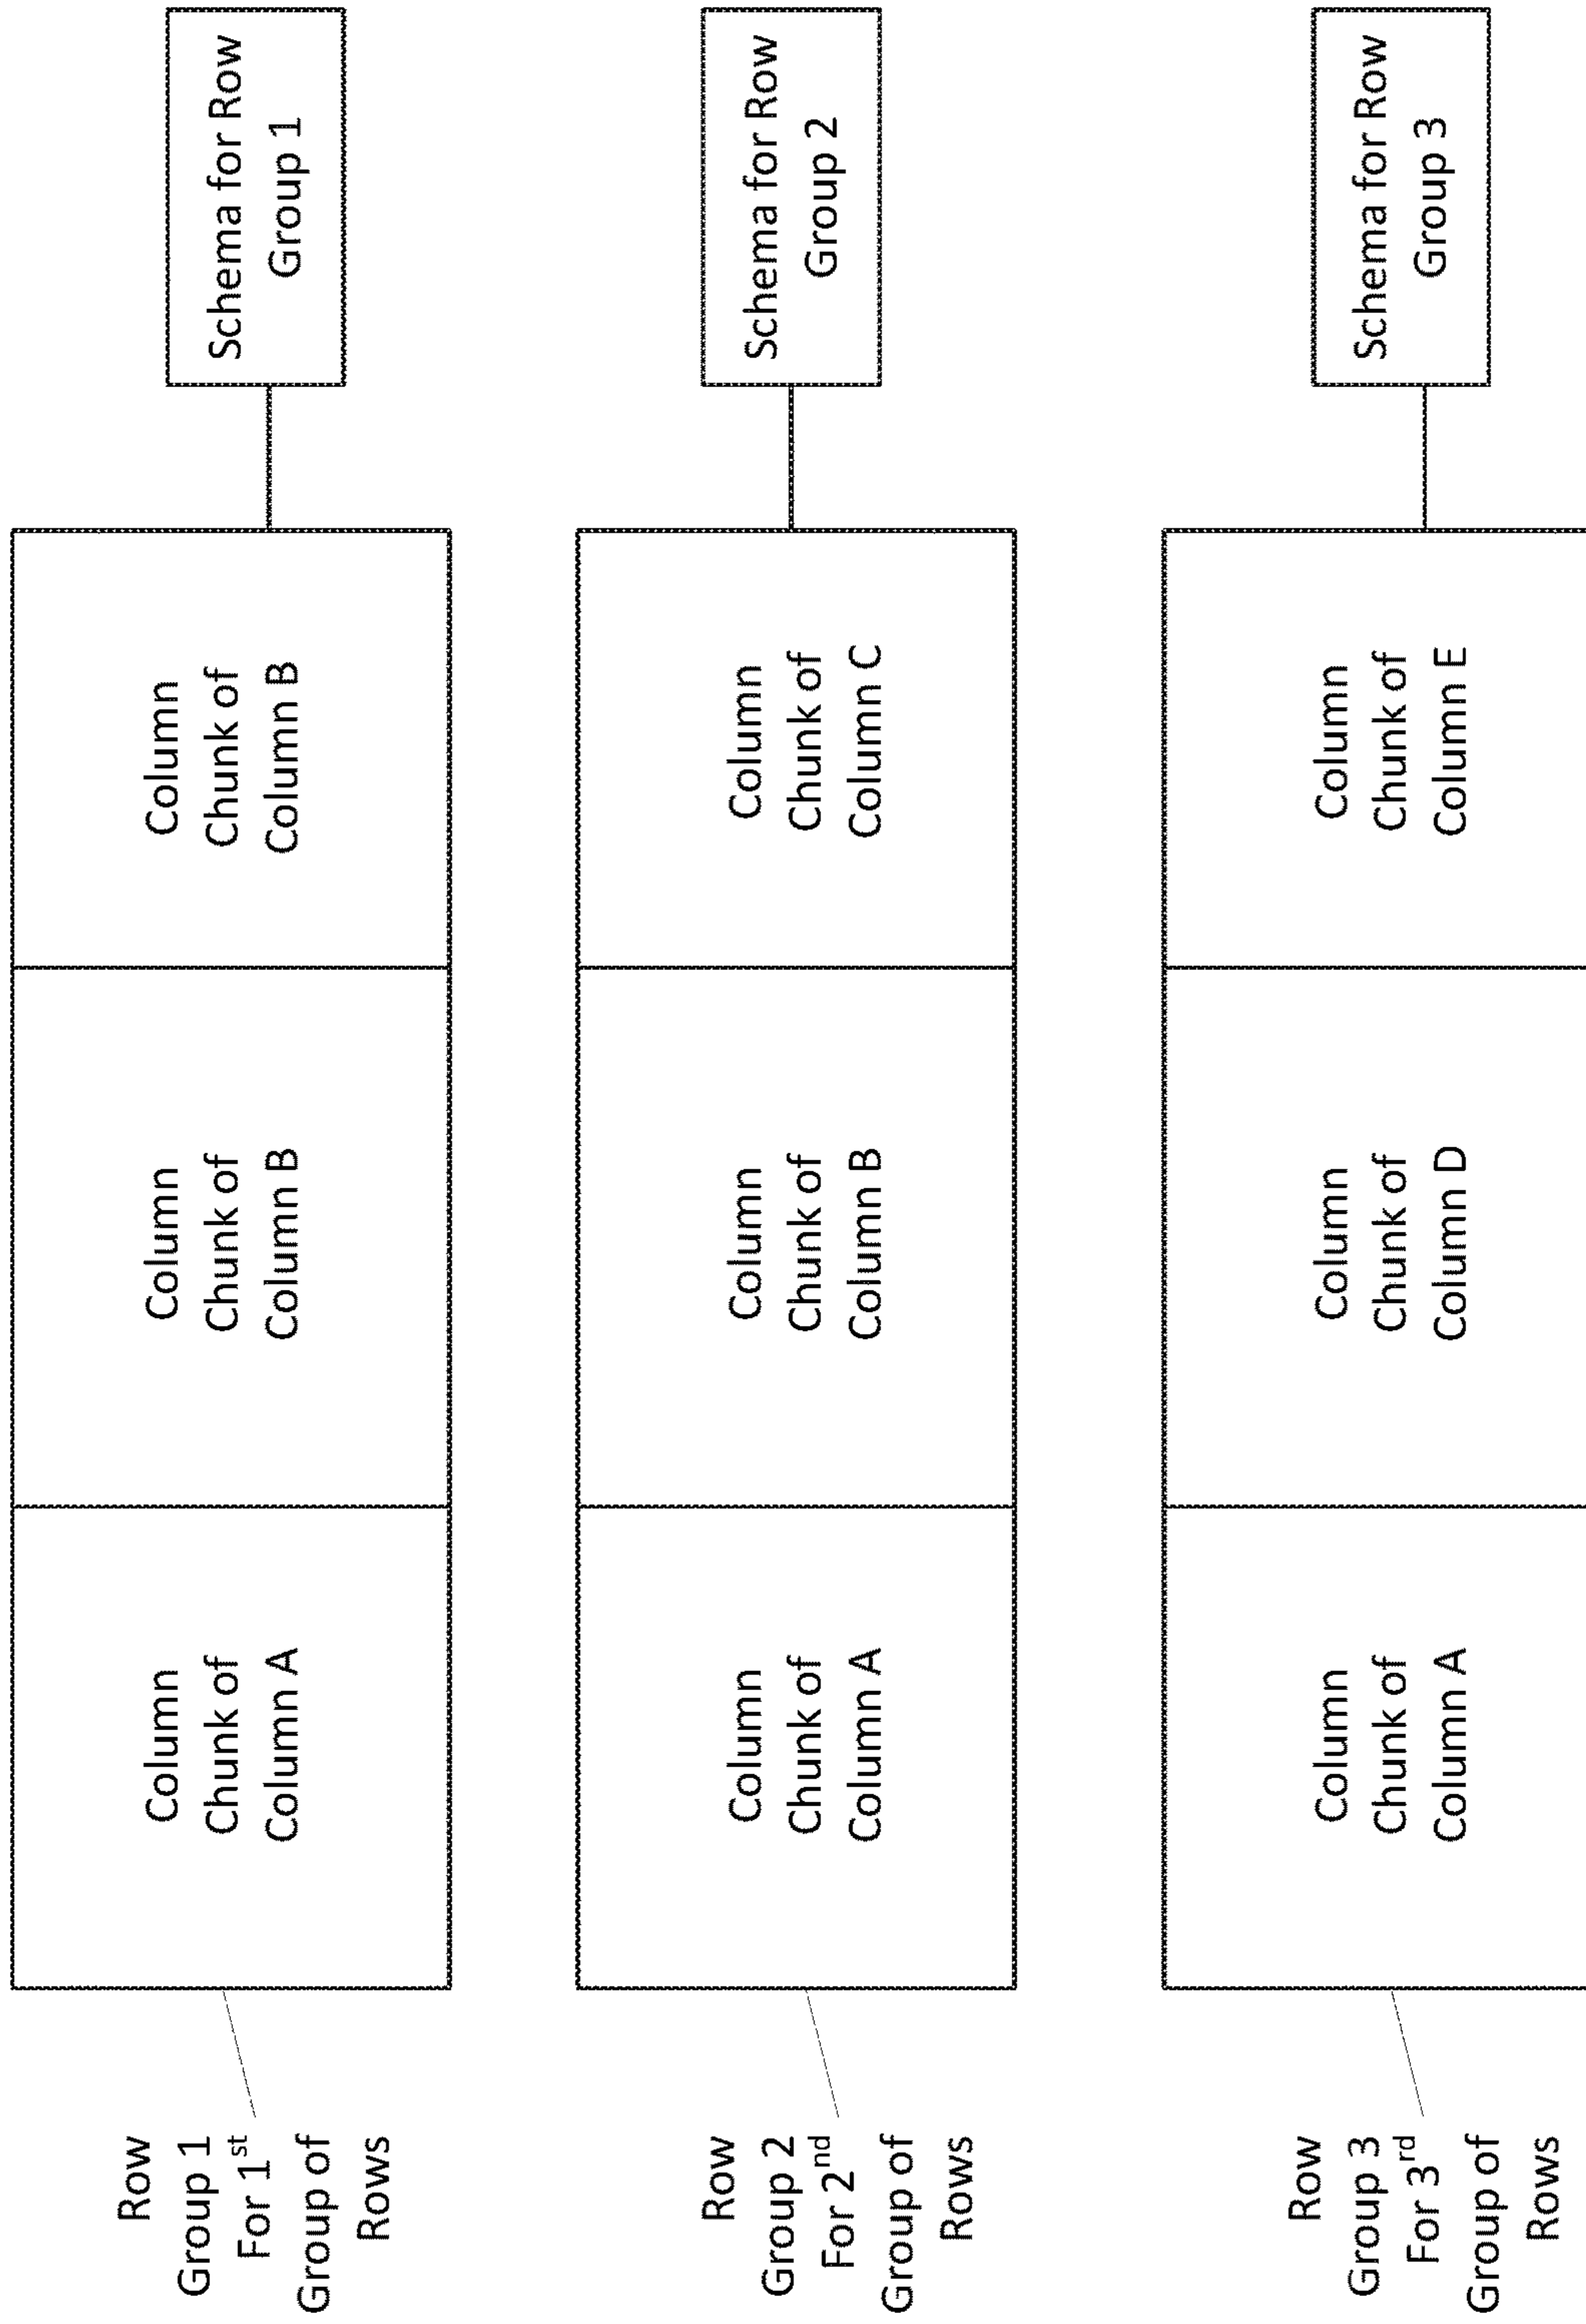 Row
Group 1
For 1st
Group of
Rows
Column
Chunk of
Column A
Column
Chunk of
Column B
Column
Chunk of
Column B
Schema for Row
Group 1
Row
Group 2
For 2nd
Group of
Rows
Column
Chunk of
Column A
Column
Chunk of
Column B
Column
Chunk of
Column C
Schema for Row
Group 2
Row
Group 3
For 3rd
Group of
Rows
Column
Chunk of
Column A
Column
Chunk of
Column D
Column
Chunk of
Column E
Schema for Row
Group 3